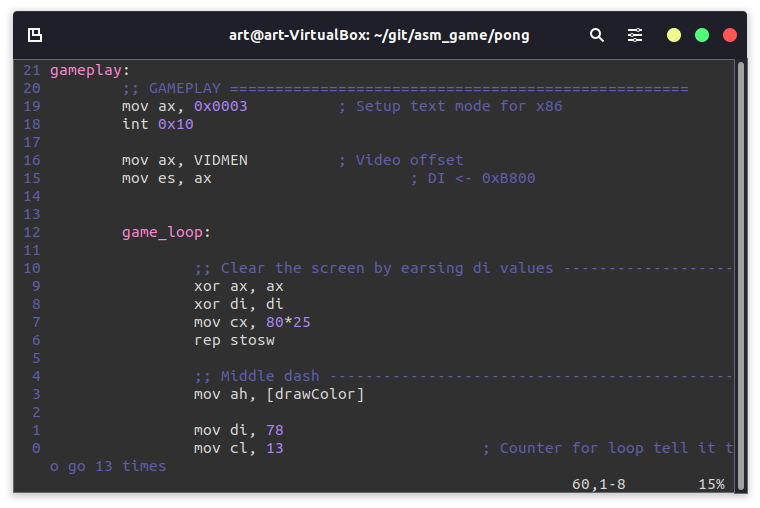 art@art-VirtualBox: ~/git/asm_game/pong
21 gameplay:
20 ;; GAMEPLAY ===================================================
19 mov ax, 0x0003 ; Setup text mode for x86
18 int 0x10
17
16 mov ax, VIDMEN ; Video offset
15 mov es, ax ; DI <- 0xB800
14
13
12 game_loop:
11
10 ;; Clear the screen by earsing di values -------------------
9 xor ax, ax
8 xor di, di
7 mov cx, 80*25
6 rep stosw
5
4 ;; Middle dash ---------------------------------------------
3 mov ah, [drawColor]
2
1 mov di, 78
0 mov cl, 13 ; Counter for loop tell it t
o go 13 times
60,1-8 15%